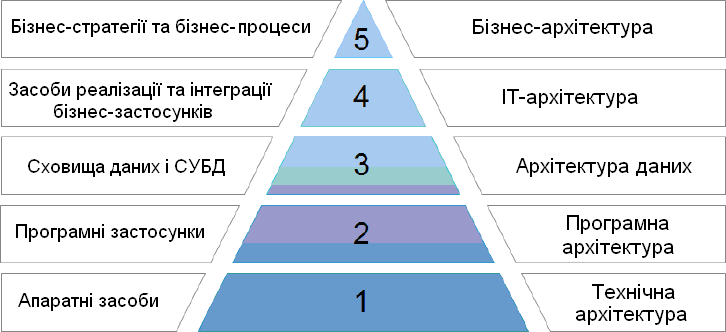 Бізнес-стратегії та бізнес-процеси
5
Бізнес-архітектура
Засоби реалізації та інтеграції
бізнес-застосунків
4
ІТ-архітектура
Сховища даних і СУБД
3
Архітектура даних
Програмні застосунки
2
Програмна
архітектура
Апаратні засоби
1
Технічна
архітектура